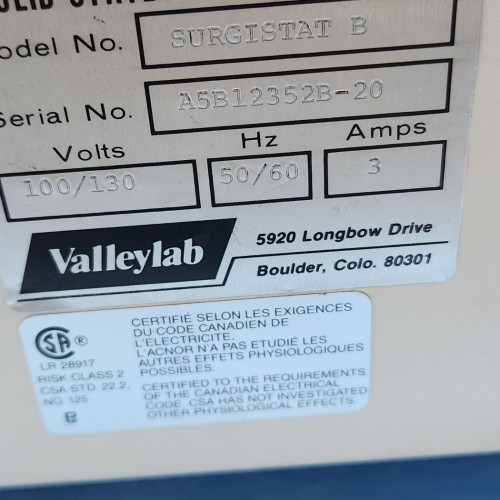 SOLID STATE
odel No. SURGISTAT B
Serial No. A5B12352B-20
Volts Hz Amps
100/130 50/60 3
Valleylab 5920 Longbow Drive
Boulder, Colo. 80301
CSA ®
LR 28917
RISK CLASS 2
CSA STD. 22.2,
NO. 125
CERTIFIÉ SELON LES EXIGENCES
DU CODE CANADIEN DE
L'ELECTRICITE.
L'ACNOR N'A PAS ETUDIÉ LES
AUTRES EFFETS PHYSIOLOGIQUES
POSSIBLES.
CERTIFIED TO THE REQUIREMENTS
OF THE CANADIAN ELECTRICAL
CODE. CSA HAS NOT INVESTIGATED
OTHER PHYSIOLOGICAL EFFECTS.